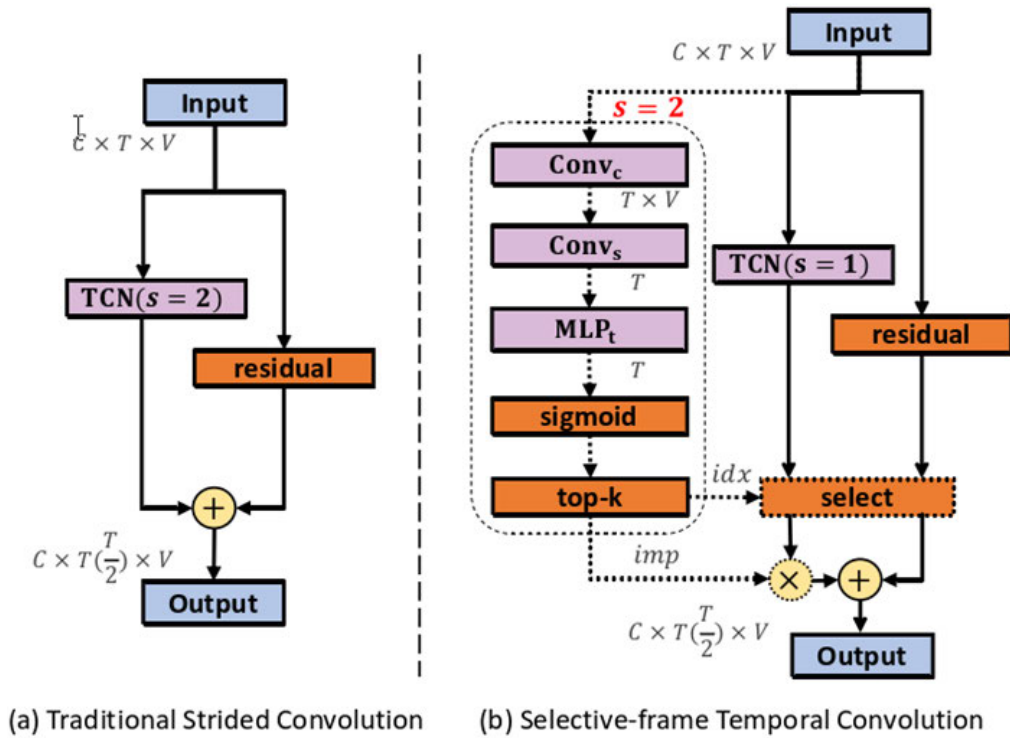 Input
C × T × V
TCN(s = 2)
residual
+
C × T(T/2) × V
Output
(a) Traditional Strided Convolution
Input
C × T × V
s = 2
Conv_c
T × V
Conv_s
T
MLP_t
T
sigmoid
top-k
idx
imp
TCN(s = 1)
residual
select
×
+
C × T(T/2) × V
Output
(b) Selective-frame Temporal Convolution